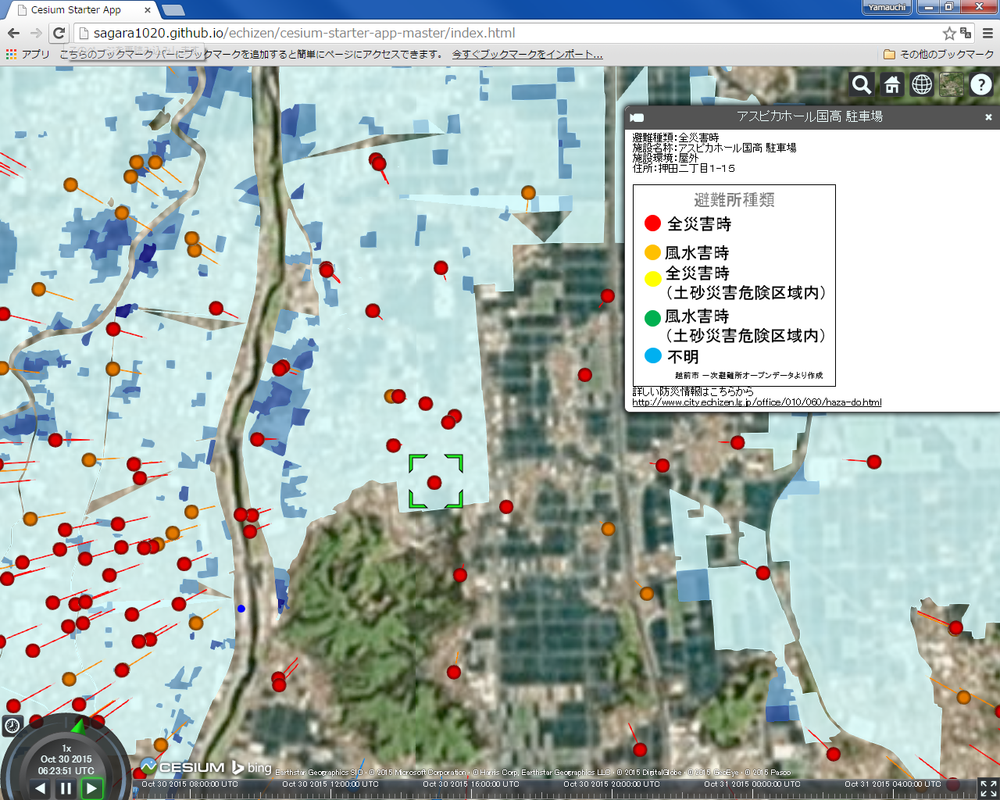 Cesium Starter App
Yamauchi
sagara1020.github.io/echizen/cesium-starter-app-master/index.html
アプリ
こちらのブックマーク バーにブックマークを追加すると簡単にページにアクセスできます。
今すぐブックマークをインポート...
その他のブックマーク
アスピカホール国高 駐車場
避難種類:全災害時
施設名称:アスピカホール国高 駐車場
施設環境:屋外
住所:押田二丁目1-15
避難所種類
全災害時
風水害時
全災害時
（土砂災害危険区域内）
風水害時
（土砂災害危険区域内）
不明
越前市 一次避難所オープンデータより作成
詳しい防災情報はこちらから
http://www.city.echizen.lg.jp/office/010/060/haza-do.html
1x
Oct 30 2015
06:23:51 UTC
CESIUM
bing
Earthstar Geographics SIO • © 2015 Microsoft Corporation • © Harris Corp, Earthstar Geographics LLC • © 2015 DigitalGlobe • © 2015 GeoEye • © 2015 Pasco
Oct 30 2015 08:00:00 UTC
Oct 30 2015 12:00:00 UTC
Oct 30 2015 16:00:00 UTC
Oct 30 2015 20:00:00 UTC
Oct 31 2015 00:00:00 UTC
Oct 31 2015 04:00:00 UTC